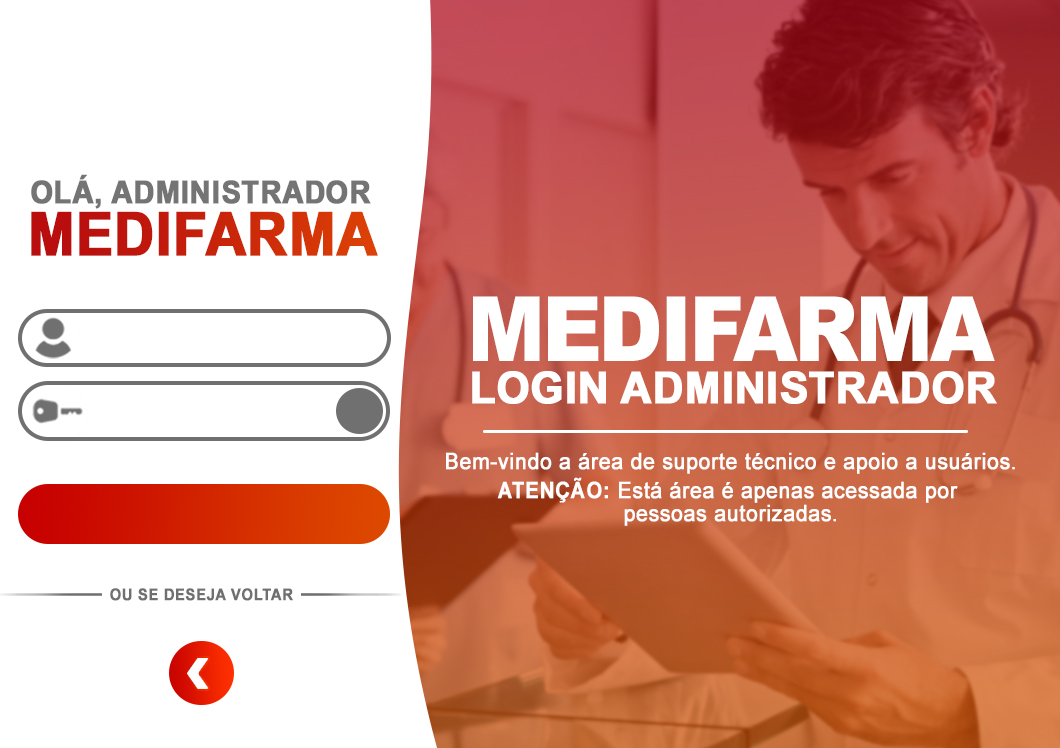 OLÁ, ADMINISTRADOR
MEDIFARMA
OU SE DESEJA VOLTAR
MEDIFARMA
LOGIN ADMINISTRADOR
Bem-vindo a área de suporte técnico e apoio a usuários.
ATENÇÃO: Está área é apenas acessada por
pessoas autorizadas.